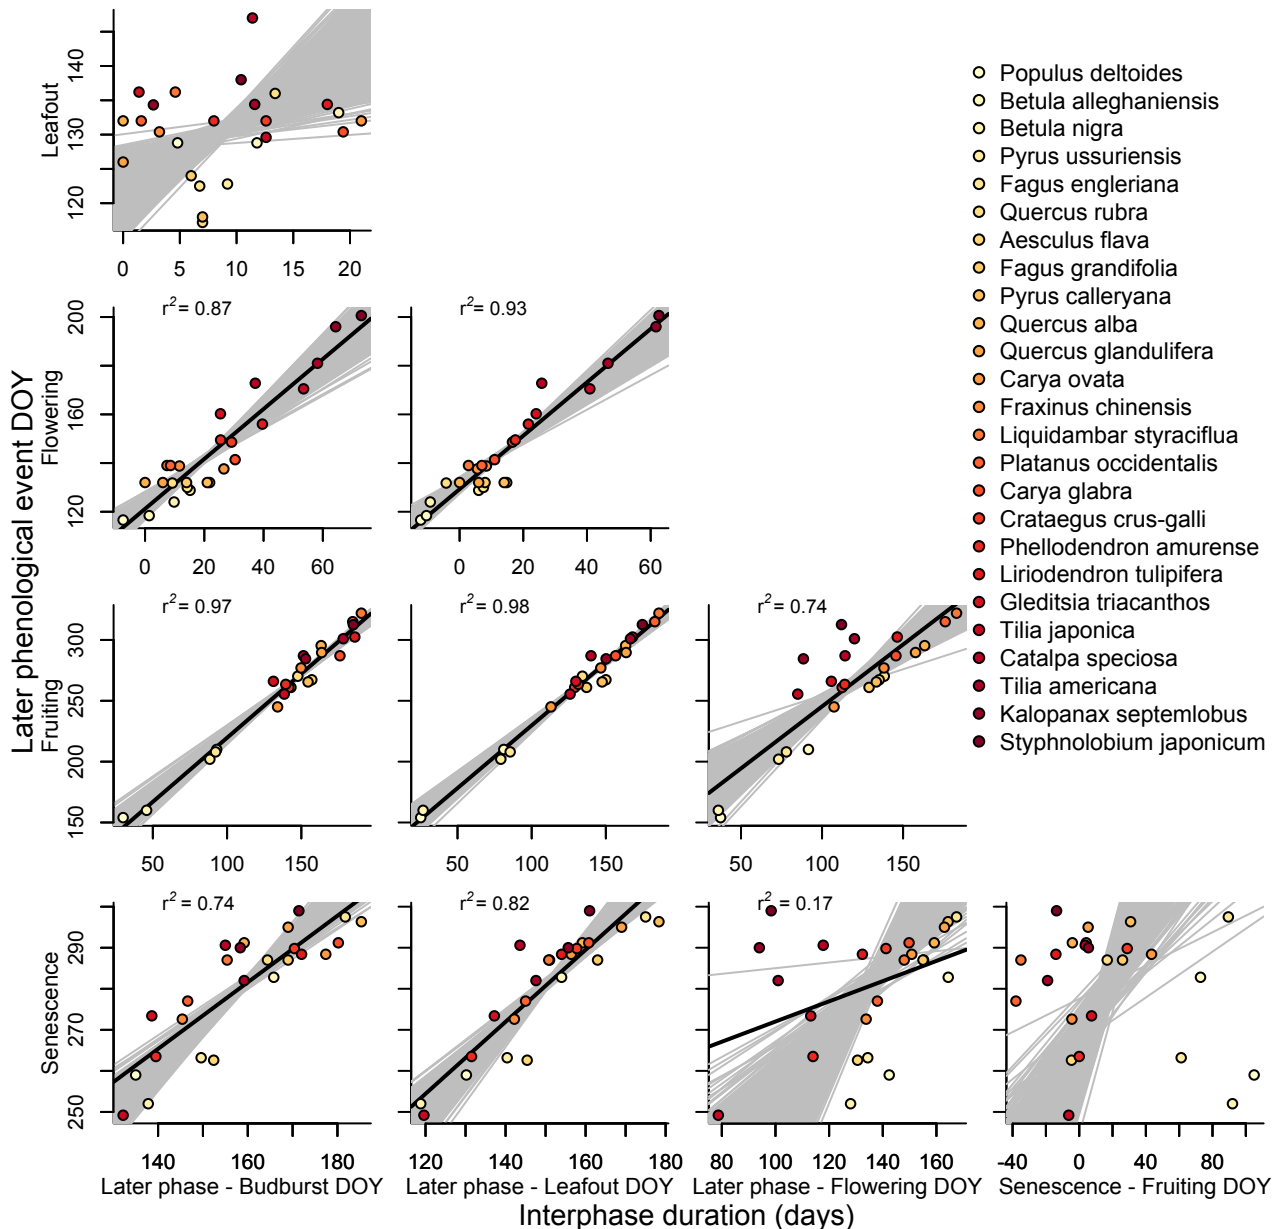 Leafout
120
130
140
0
5
10
15
20
Populus deltoides
Betula alleghaniensis
Betula nigra
Pyrus ussuriensis
Fagus engleriana
Quercus rubra
Aesculus flava
Fagus grandifolia
Pyrus calleryana
Quercus alba
Quercus glandulifera
Carya ovata
Fraxinus chinensis
Liquidambar styraciflua
Platanus occidentalis
Carya glabra
Crataegus crus-galli
Phellodendron amurense
Liriodendron tulipifera
Gleditsia triacanthos
Tilia japonica
Catalpa speciosa
Tilia americana
Kalopanax septemlobus
Styphnolobium japonicum
Later phenological event DOY
Flowering
120
160
200
r² = 0.87
0
20
40
60
r² = 0.93
0
20
40
60
Fruiting
150
200
250
300
r² = 0.97
50
100
150
r² = 0.98
50
100
150
r² = 0.74
50
100
150
Senescence
250
270
290
r² = 0.74
140
160
180
Later phase - Budburst DOY
r² = 0.82
120
140
160
180
Later phase - Leafout DOY
r² = 0.17
80
100
120
140
160
Later phase - Flowering DOY
-40
0
40
80
Senescence - Fruiting DOY
Interphase duration (days)